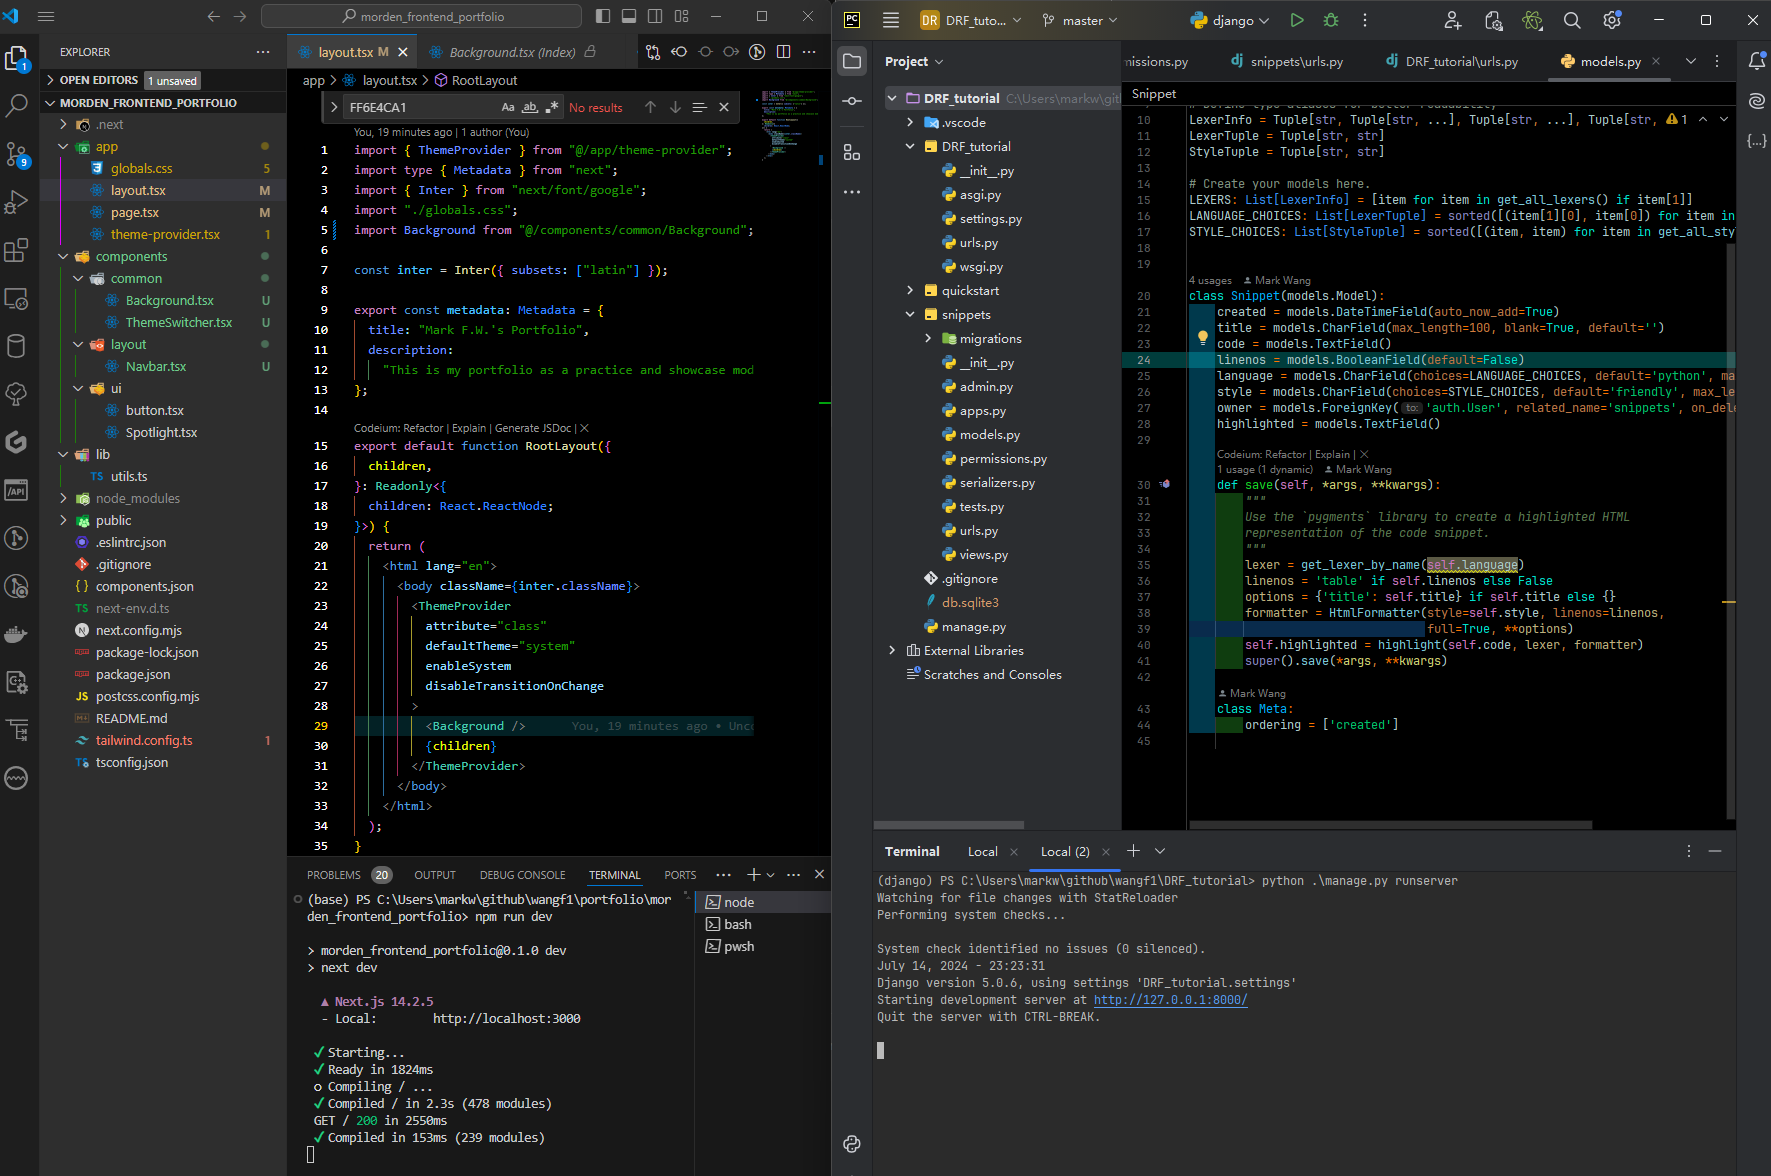 morden_frontend_portfolio
EXPLORER
OPEN EDITORS 1 unsaved
MORDEN_FRONTEND_PORTFOLIO
.next
app
globals.css 5
layout.tsx M
page.tsx M
theme-provider.tsx 1
components
common
Background.tsx U
ThemeSwitcher.tsx U
layout
Navbar.tsx U
ui
button.tsx
Spotlight.tsx
lib
TS utils.ts
node_modules
public
.eslintrc.json
.gitignore
{} components.json
TS next-env.d.ts
N next.config.mjs
package-lock.json
package.json
JS postcss.config.mjs
README.md
tailwind.config.ts 1
TS tsconfig.json
1
9
/API
layout.tsx M
Background.tsx (Index)
app > layout.tsx > RootLayout
FF6E4CA1 Aa ab .* No results
You, 19 minutes ago | 1 author (You)
1 import { ThemeProvider } from "@/app/theme-provider";
2 import type { Metadata } from "next";
3 import { Inter } from "next/font/google";
4 import "./globals.css";
5 import Background from "@/components/common/Background";
6
7 const inter = Inter({ subsets: ["latin"] });
8
9 export const metadata: Metadata = {
10 title: "Mark F.W.'s Portfolio",
11 description:
12 "This is my portfolio as a practice and showcase mod
13 };
14
Codeium: Refactor | Explain | Generate JSDoc | X
15 export default function RootLayout({
16 children,
17 }: Readonly<{
18 children: React.ReactNode;
19 }>) {
20 return (
21 <html lang="en">
22 <body className={inter.className}>
23 <ThemeProvider
24 attribute="class"
25 defaultTheme="system"
26 enableSystem
27 disableTransitionOnChange
28 >
29 <Background /> You, 19 minutes ago • Unco
30 {children}
31 </ThemeProvider>
32 </body>
33 </html>
34 );
35 }
PROBLEMS 20 OUTPUT DEBUG CONSOLE TERMINAL PORTS
(base) PS C:\Users\markw\github\wangf1\portfolio\mor
den_frontend_portfolio> npm run dev
> morden_frontend_portfolio@0.1.0 dev
> next dev
▲ Next.js 14.2.5
- Local: http://localhost:3000
✓ Starting...
✓ Ready in 1824ms
○ Compiling / ...
✓ Compiled / in 2.3s (478 modules)
GET / 200 in 2550ms
✓ Compiled in 153ms (239 modules)
node
bash
pwsh
PC DR DRF_tuto... master django
Project
DRF_tutorial C:\Users\markw\git
.vscode
DRF_tutorial
__init__.py
asgi.py
settings.py
urls.py
wsgi.py
quickstart
snippets
migrations
__init__.py
admin.py
apps.py
models.py
permissions.py
serializers.py
tests.py
urls.py
views.py
.gitignore
db.sqlite3
manage.py
External Libraries
Scratches and Consoles
missions.py dj snippets\urls.py dj DRF_tutorial\urls.py models.py
Snippet
10 LexerInfo = Tuple[str, Tuple[str, ...], Tuple[str, ...], Tuple[str, 1
11 LexerTuple = Tuple[str, str]
12 StyleTuple = Tuple[str, str]
13
14 # Create your models here.
15 LEXERS: List[LexerInfo] = [item for item in get_all_lexers() if item[1]]
16 LANGUAGE_CHOICES: List[LexerTuple] = sorted([(item[1][0], item[0]) for item in
17 STYLE_CHOICES: List[StyleTuple] = sorted([(item, item) for item in get_all_sty
18
19
4 usages Mark Wang
20 class Snippet(models.Model):
21 created = models.DateTimeField(auto_now_add=True)
22 title = models.CharField(max_length=100, blank=True, default='')
23 code = models.TextField()
24 linenos = models.BooleanField(default=False)
25 language = models.CharField(choices=LANGUAGE_CHOICES, default='python', ma
26 style = models.CharField(choices=STYLE_CHOICES, default='friendly', max_le
27 owner = models.ForeignKey( to: 'auth.User', related_name='snippets', on_del
28 highlighted = models.TextField()
29
Codeium: Refactor | Explain | X
1 usage (1 dynamic) Mark Wang
30 def save(self, *args, **kwargs):
31 """
32 Use the `pygments` library to create a highlighted HTML
33 representation of the code snippet.
34 """
35 lexer = get_lexer_by_name(self.language)
36 linenos = 'table' if self.linenos else False
37 options = {'title': self.title} if self.title else {}
38 formatter = HtmlFormatter(style=self.style, linenos=linenos,
39 full=True, **options)
40 self.highlighted = highlight(self.code, lexer, formatter)
41 super().save(*args, **kwargs)
42
Mark Wang
43 class Meta:
44 ordering = ['created']
45
Terminal Local Local (2)
(django) PS C:\Users\markw\github\wangf1\DRF_tutorial> python .\manage.py runserver
Watching for file changes with StatReloader
Performing system checks...
System check identified no issues (0 silenced).
July 14, 2024 - 23:23:31
Django version 5.0.6, using settings 'DRF_tutorial.settings'
Starting development server at http://127.0.0.1:8000/
Quit the server with CTRL-BREAK.